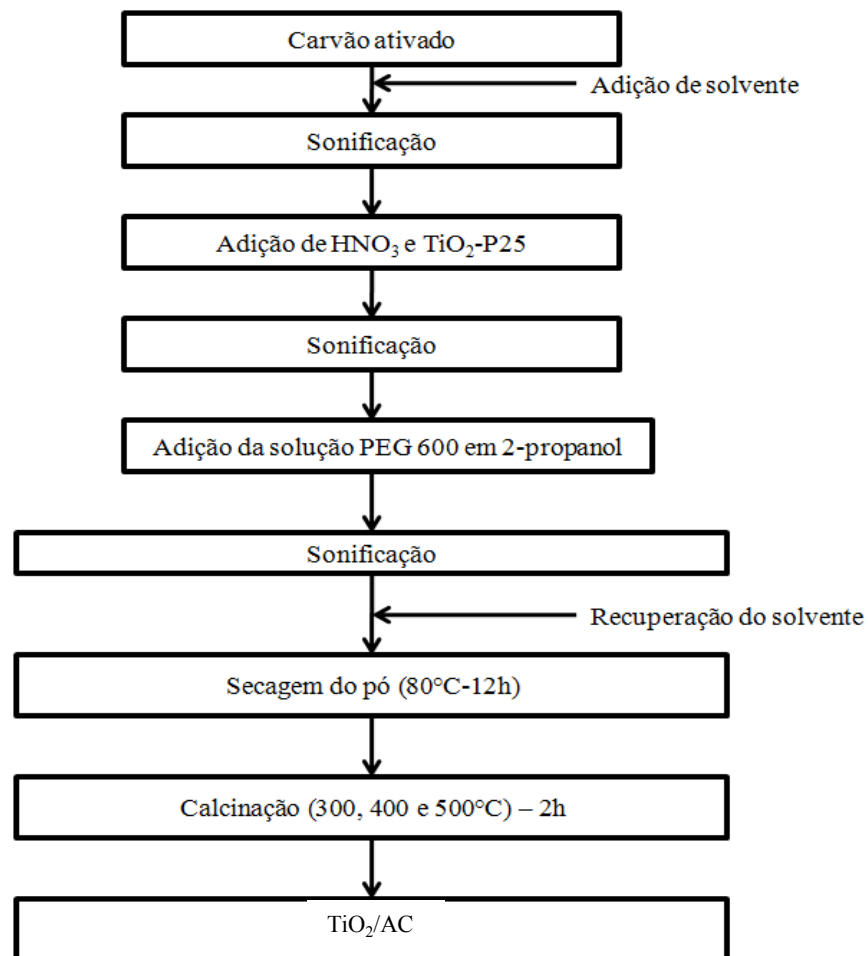 Carvão ativado
Adição de solvente
Sonificação
Adição de HNO₃ e TiO₂-P25
Sonificação
Adição da solução PEG 600 em 2-propanol
Sonificação
Recuperação do solvente
Secagem do pó (80°C-12h)
Calcinação (300, 400 e 500°C) – 2h
TiO₂/AC